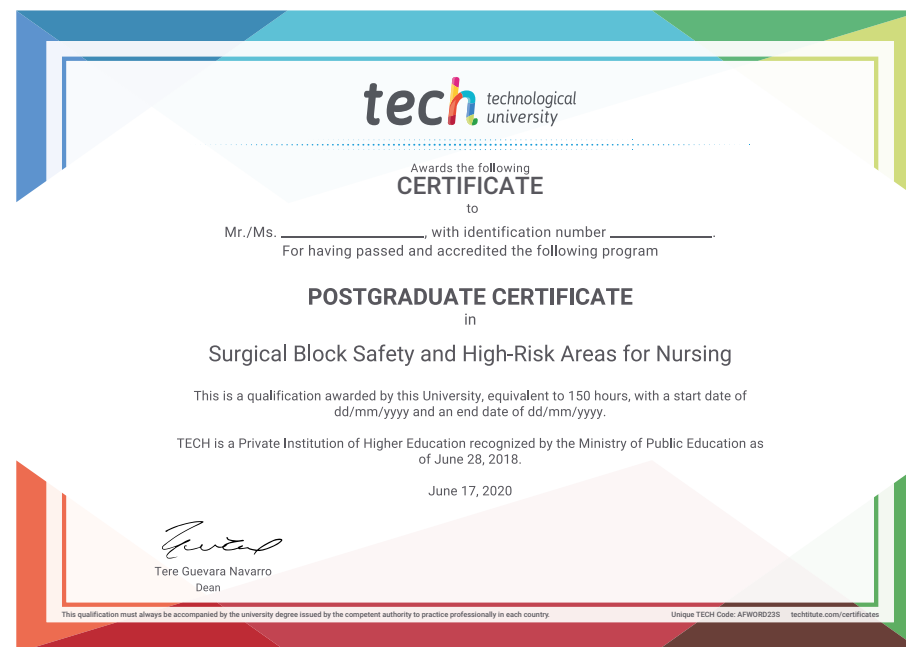 tech technological
university
Awards the following
CERTIFICATE
to
Mr./Ms. ____________, with identification number ____________.
For having passed and accredited the following program
POSTGRADUATE CERTIFICATE
in
Surgical Block Safety and High-Risk Areas for Nursing
This is a qualification awarded by this University, equivalent to 150 hours, with a start date of
dd/mm/yyyy and an end date of dd/mm/yyyy.
TECH is a Private Institution of Higher Education recognized by the Ministry of Public Education as
of June 28, 2018.
June 17, 2020
Tere Guevara Navarro
Dean
This qualification must always be accompanied by the university degree issued by the competent authority to practice professionally in each country. Unique TECH Code: AFWORD23S techtitute.com/certificates